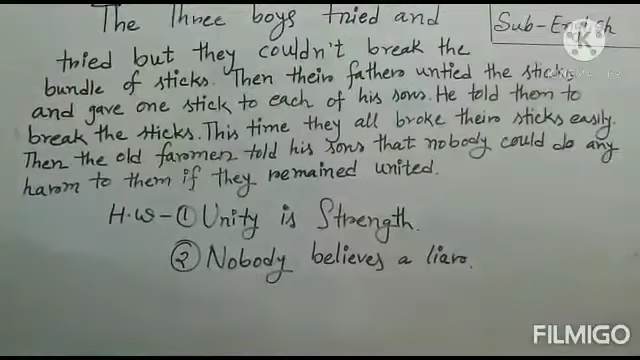 The Three boys tried and
Sub-English
tried but they couldn't break the
bundle of sticks. Then their father untied the sticks
and gave one stick to each of his sons. He told them to
break the sticks. This time they all broke their sticks easily.
Then the old farmer told his sons that nobody could do any
harm to them if they remained united.
H.W-① Unity is Strength.
② Nobody believes a liar.
FILMIGO